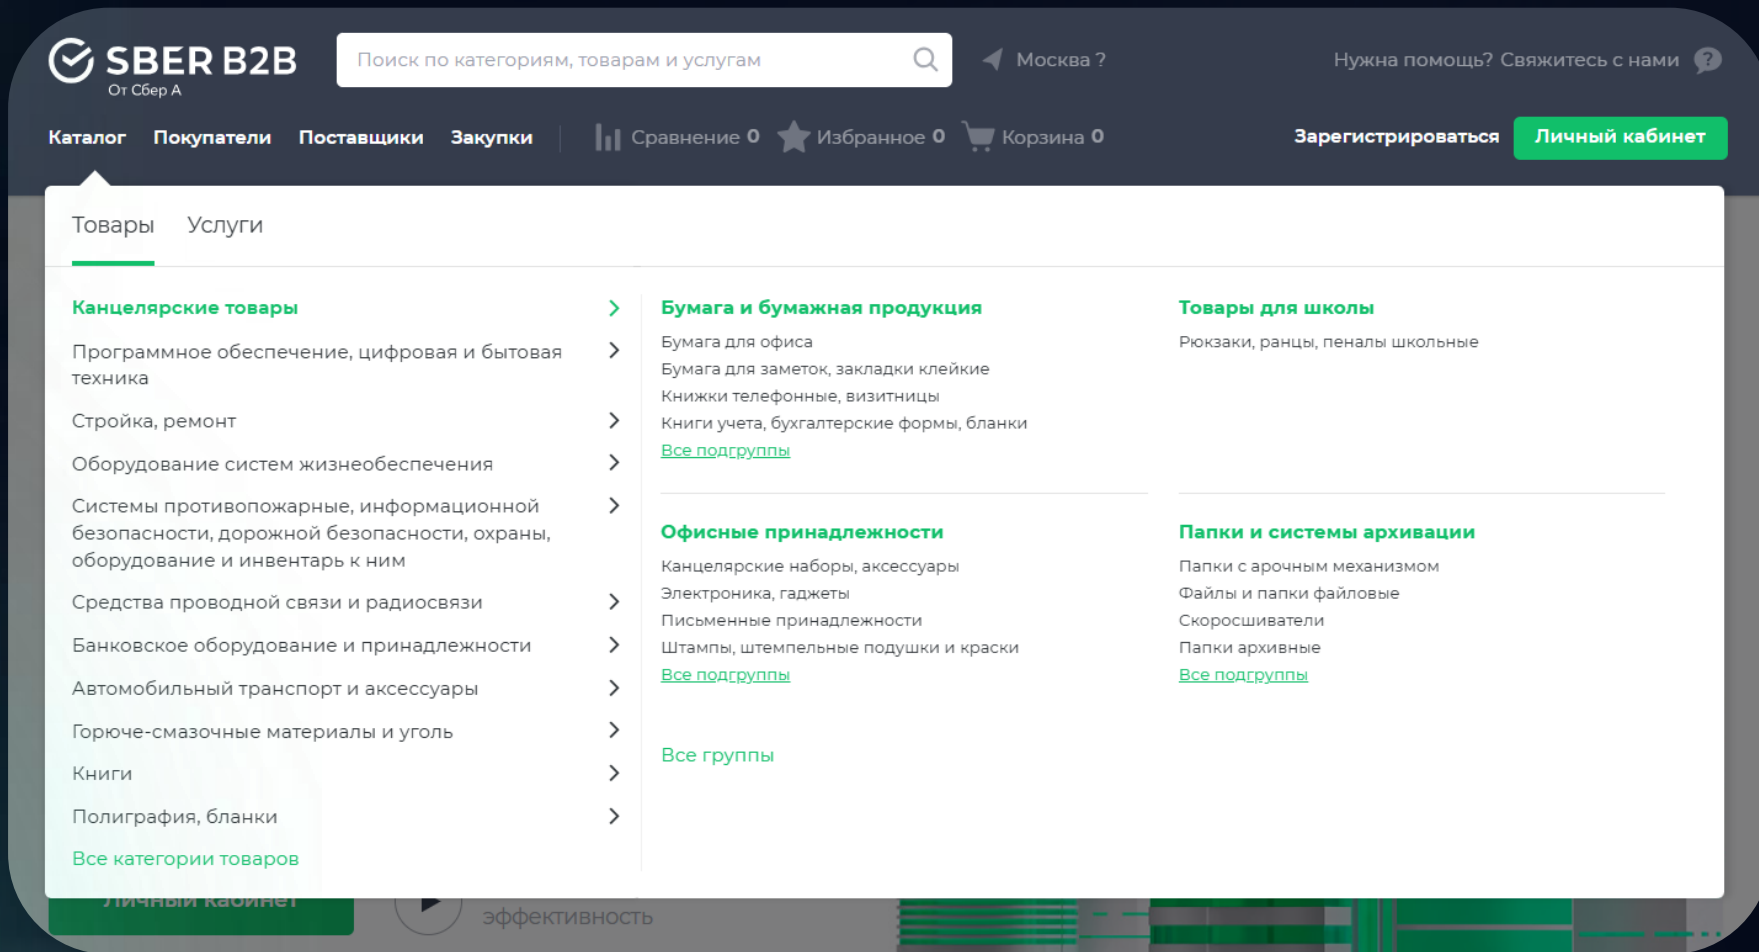 SBER B2B
От Сбер А
Поиск по категориям, товарам и услугам
Москва ?
Нужна помощь? Свяжитесь с нами ?
Каталог Покупатели Поставщики Закупки
Сравнение 0 Избранное 0 Корзина 0
Зарегистрироваться Личный кабинет
Товары Услуги
Канцелярские товары
Программное обеспечение, цифровая и бытовая
техника
Стройка, ремонт
Оборудование систем жизнеобеспечения
Системы противопожарные, информационной
безопасности, дорожной безопасности, охраны,
оборудование и инвентарь к ним
Средства проводной связи и радиосвязи
Банковское оборудование и принадлежности
Автомобильный транспорт и аксессуары
Горюче-смазочные материалы и уголь
Книги
Полиграфия, бланки
Все категории товаров
Бумага и бумажная продукция
Бумага для офиса
Бумага для заметок, закладки клейкие
Книжки телефонные, визитницы
Книги учета, бухгалтерские формы, бланки
Все подгруппы
Товары для школы
Рюкзаки, ранцы, пеналы школьные
Офисные принадлежности
Канцелярские наборы, аксессуары
Электроника, гаджеты
Письменные принадлежности
Штампы, штемпельные подушки и краски
Все подгруппы
Папки и системы архивации
Папки с арочным механизмом
Файлы и папки файловые
Скоросшиватели
Папки архивные
Все подгруппы
Все группы
Личный кабинет
эффективность